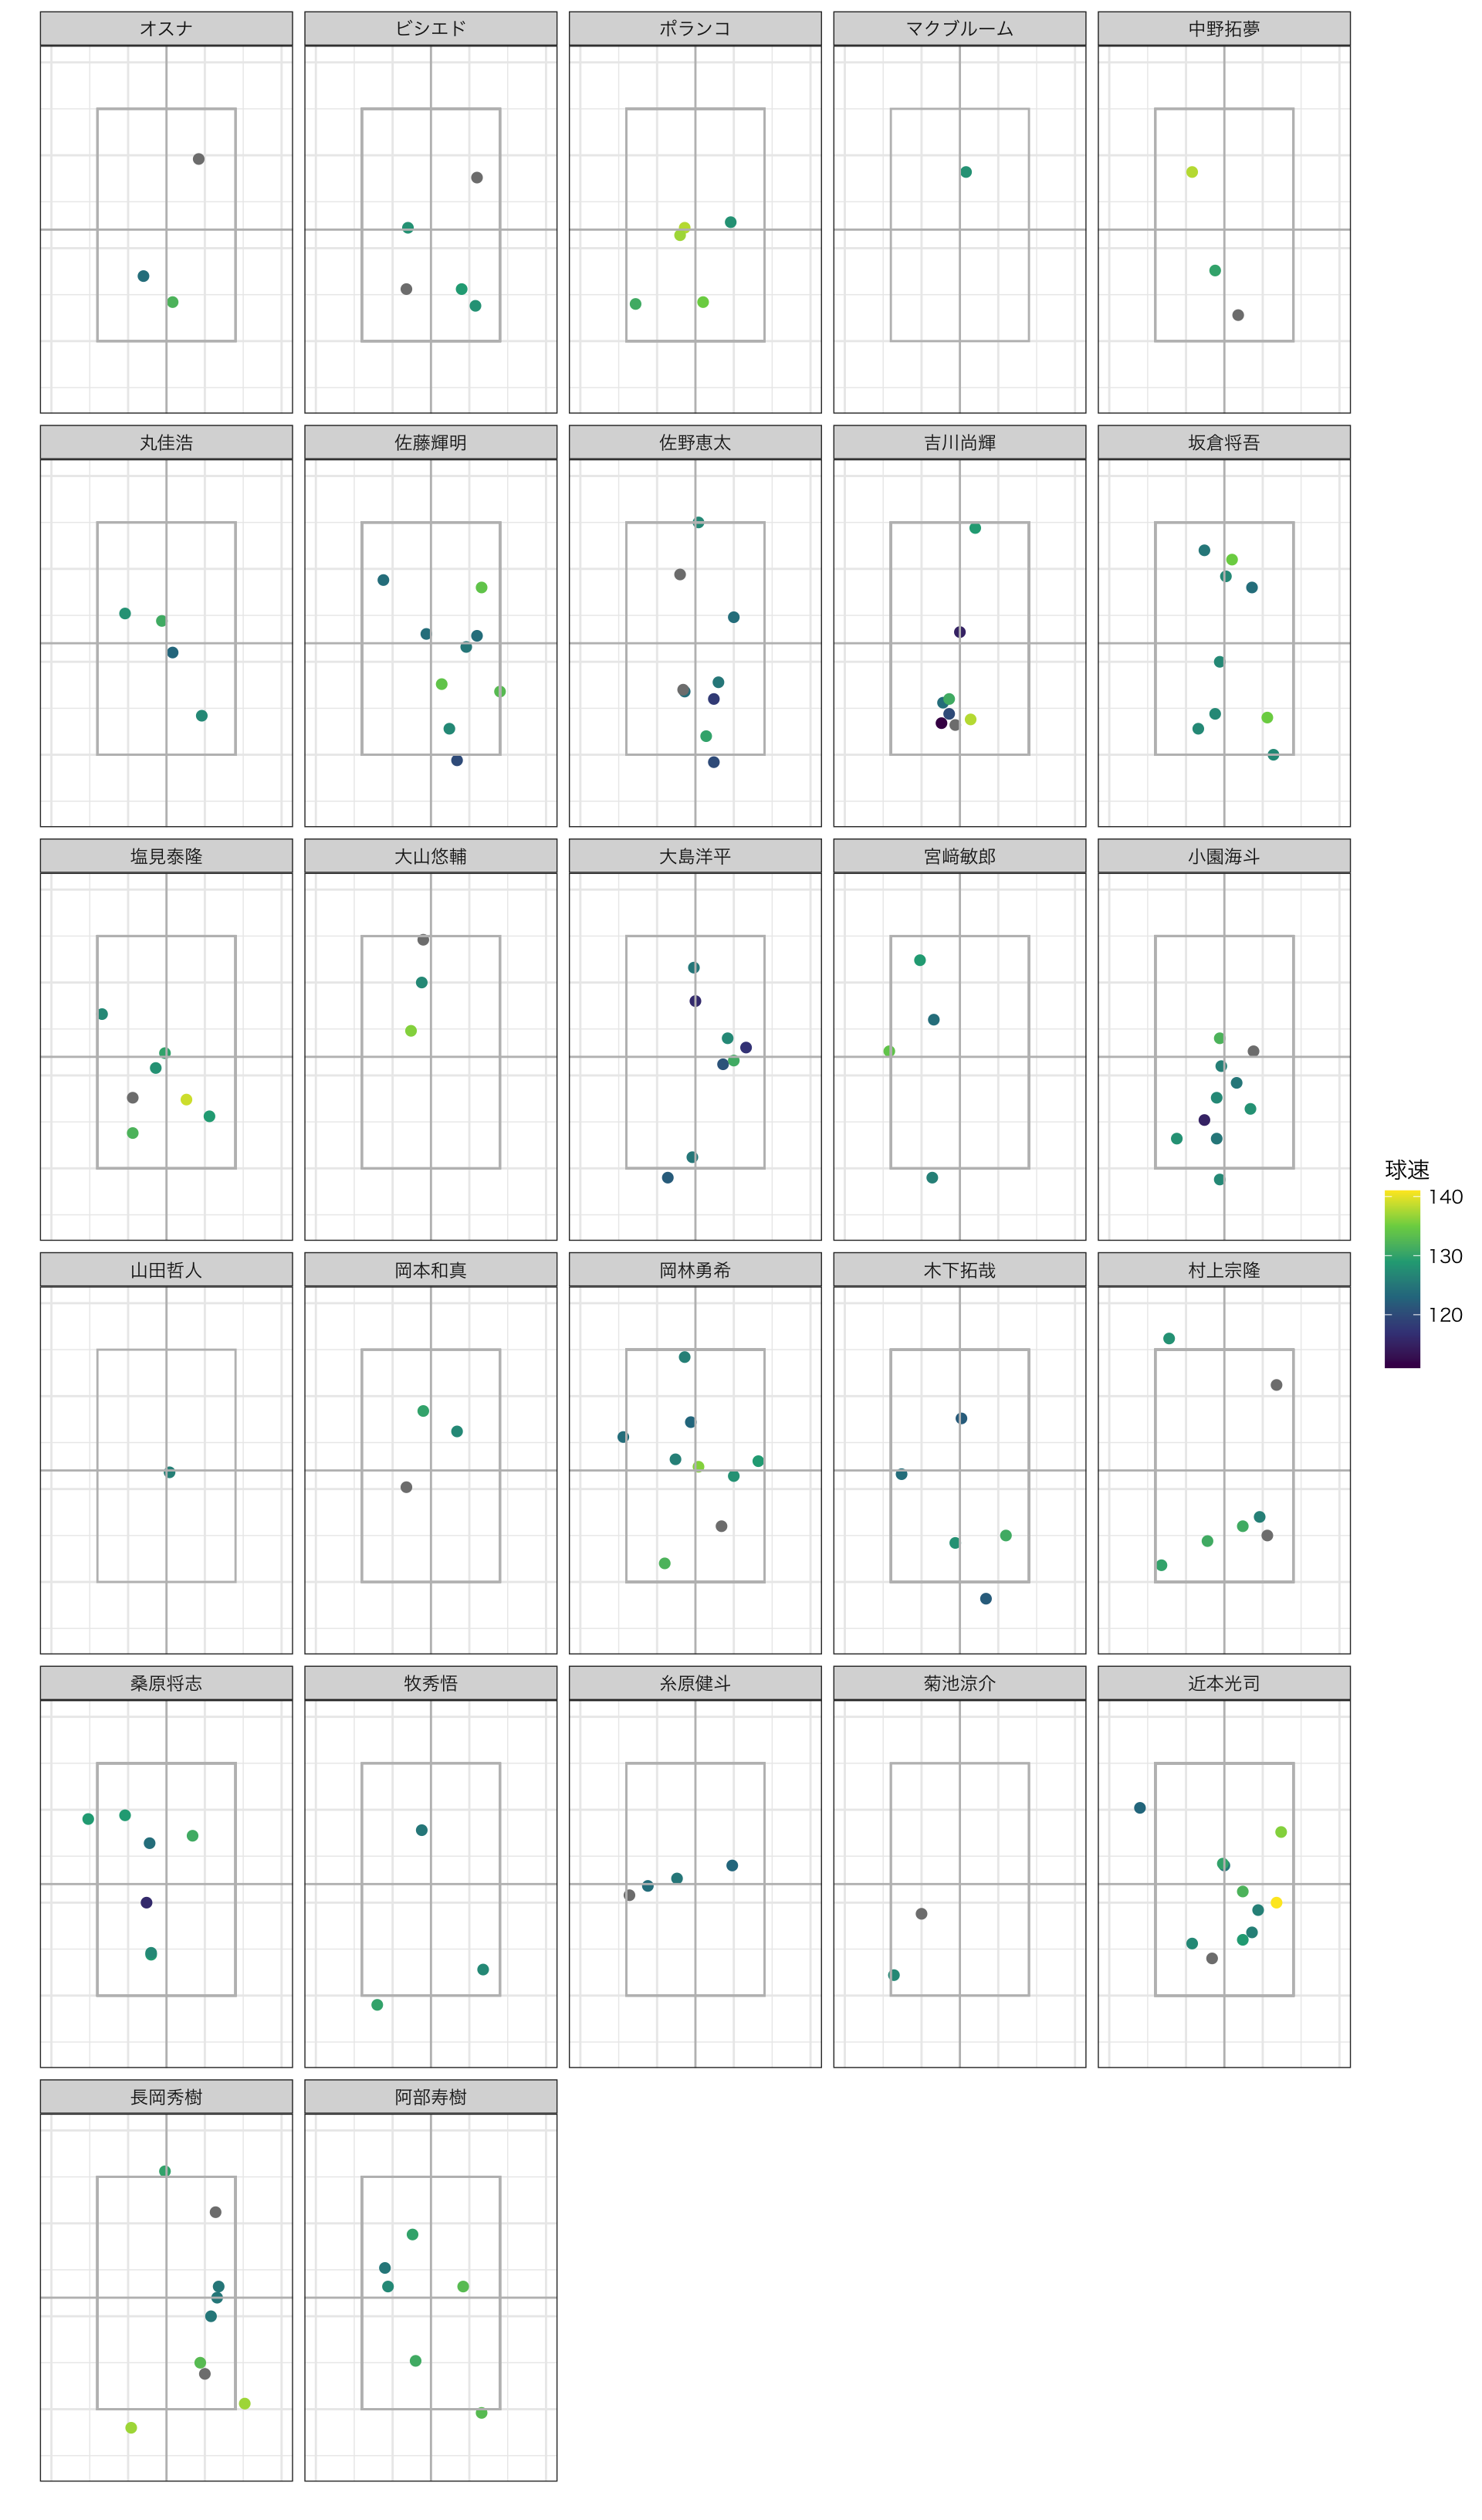 オスナ
ビシエド
ポランコ
マクブルーム
中野拓夢
丸佳浩
佐藤輝明
佐野恵太
吉川尚輝
坂倉将吾
塩見泰隆
大山悠輔
大島洋平
宮﨑敏郎
小園海斗
山田哲人
岡本和真
岡林勇希
木下拓哉
村上宗隆
桑原将志
牧秀悟
糸原健斗
菊池涼介
近本光司
長岡秀樹
阿部寿樹
球速
140
130
120